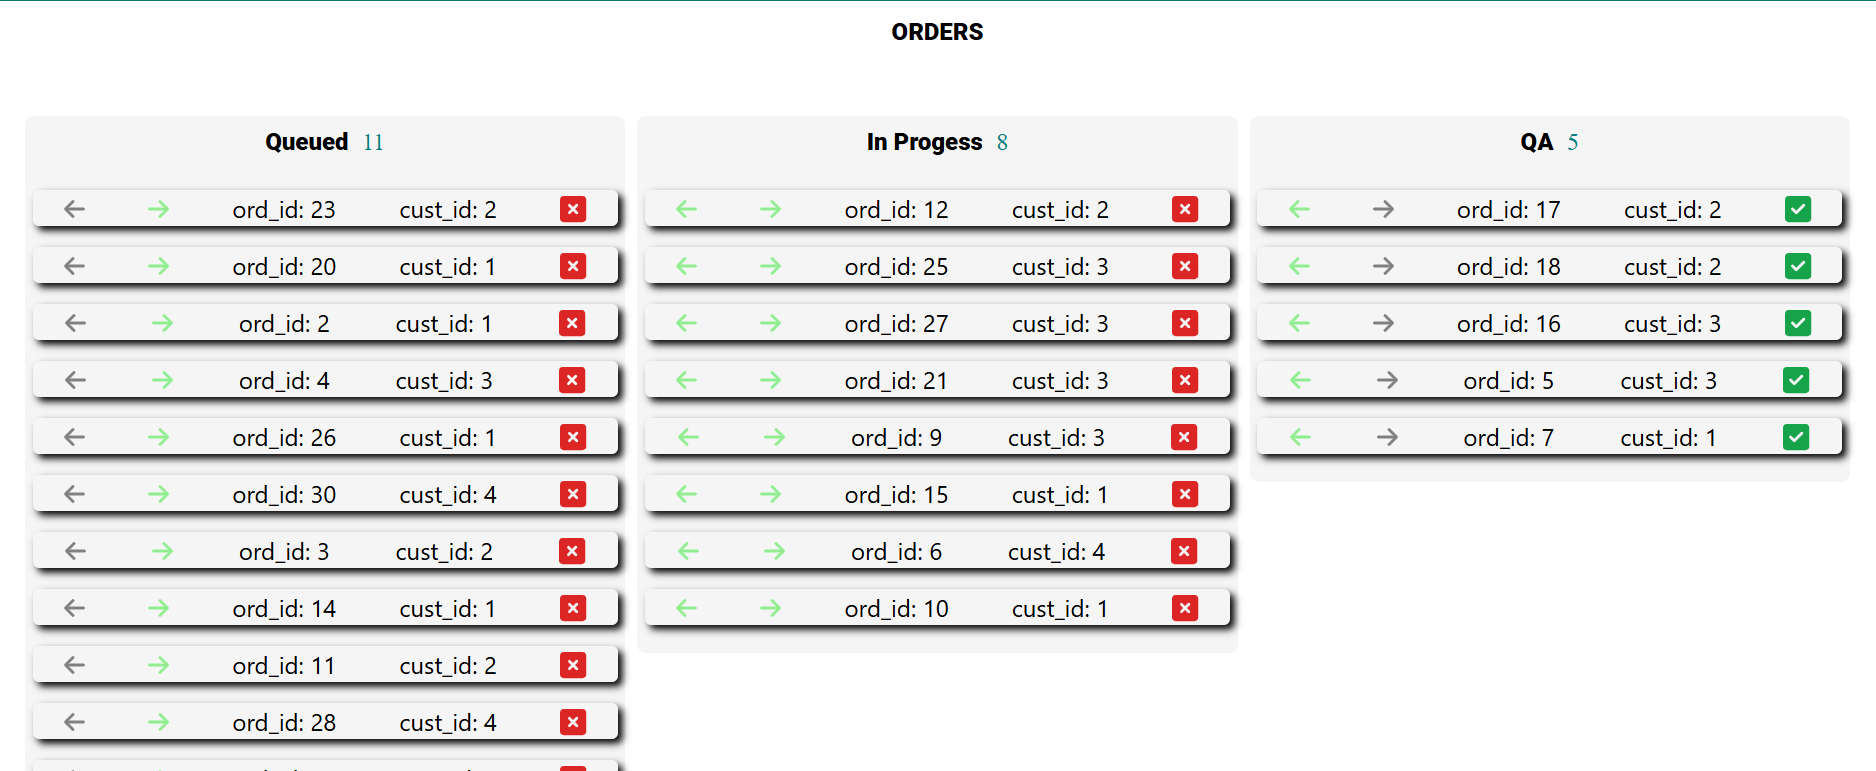 ORDERS
Queued 11
ord_id: 23 cust_id: 2
ord_id: 20 cust_id: 1
ord_id: 2 cust_id: 1
ord_id: 4 cust_id: 3
ord_id: 26 cust_id: 1
ord_id: 30 cust_id: 4
ord_id: 3 cust_id: 2
ord_id: 14 cust_id: 1
ord_id: 11 cust_id: 2
ord_id: 28 cust_id: 4
In Progess 8
ord_id: 12 cust_id: 2
ord_id: 25 cust_id: 3
ord_id: 27 cust_id: 3
ord_id: 21 cust_id: 3
ord_id: 9 cust_id: 3
ord_id: 15 cust_id: 1
ord_id: 6 cust_id: 4
ord_id: 10 cust_id: 1
QA 5
ord_id: 17 cust_id: 2
ord_id: 18 cust_id: 2
ord_id: 16 cust_id: 3
ord_id: 5 cust_id: 3
ord_id: 7 cust_id: 1